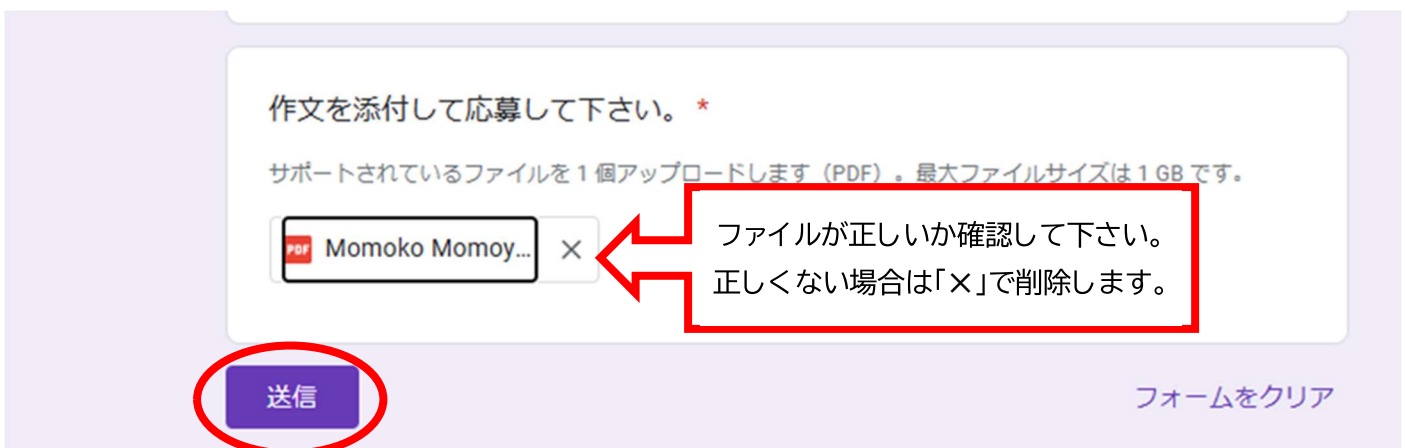 作文を添付して応募して下さい。 *
サポートされているファイルを 1 個アップロードします（PDF）。最大ファイルサイズは 1 GB です。
PDF Momoko Momoy... ×
ファイルが正しいか確認して下さい。
正しくない場合は「×」で削除します。
送信
フォームをクリア